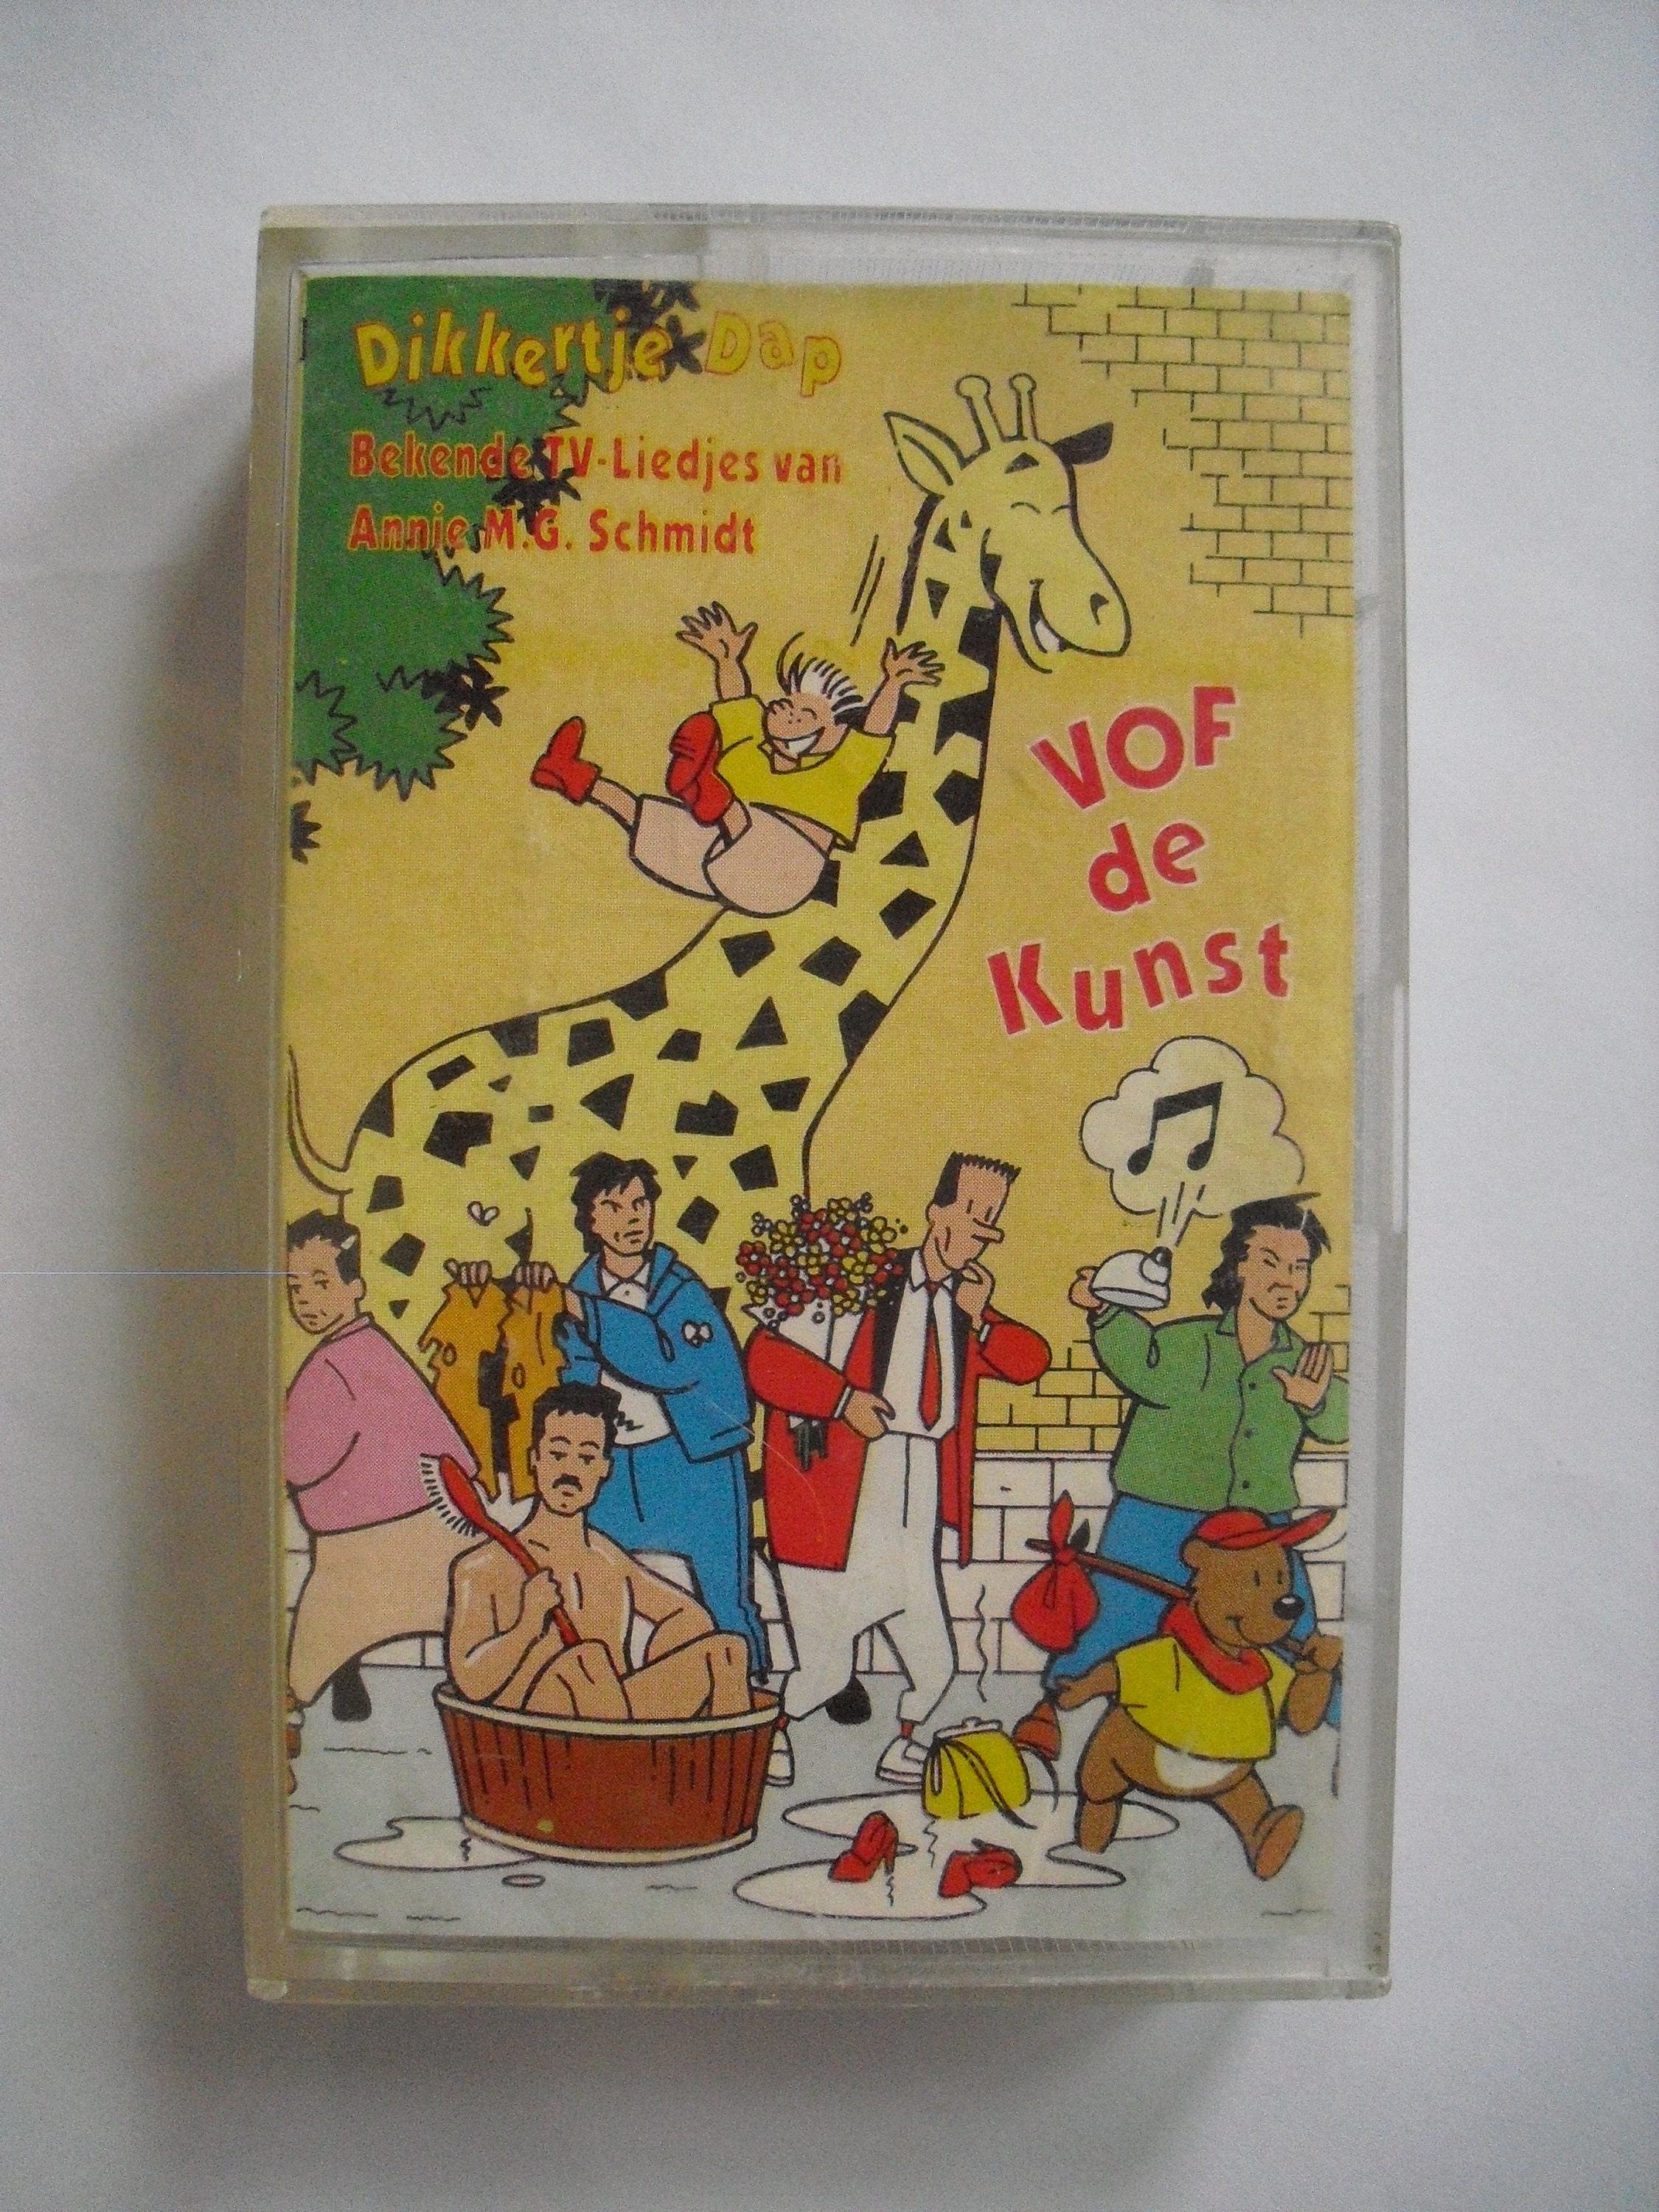 Dikkertje Dap
Bekende TV-Liedjes van
Annie M.G. Schmidt
VOF
de
Kunst